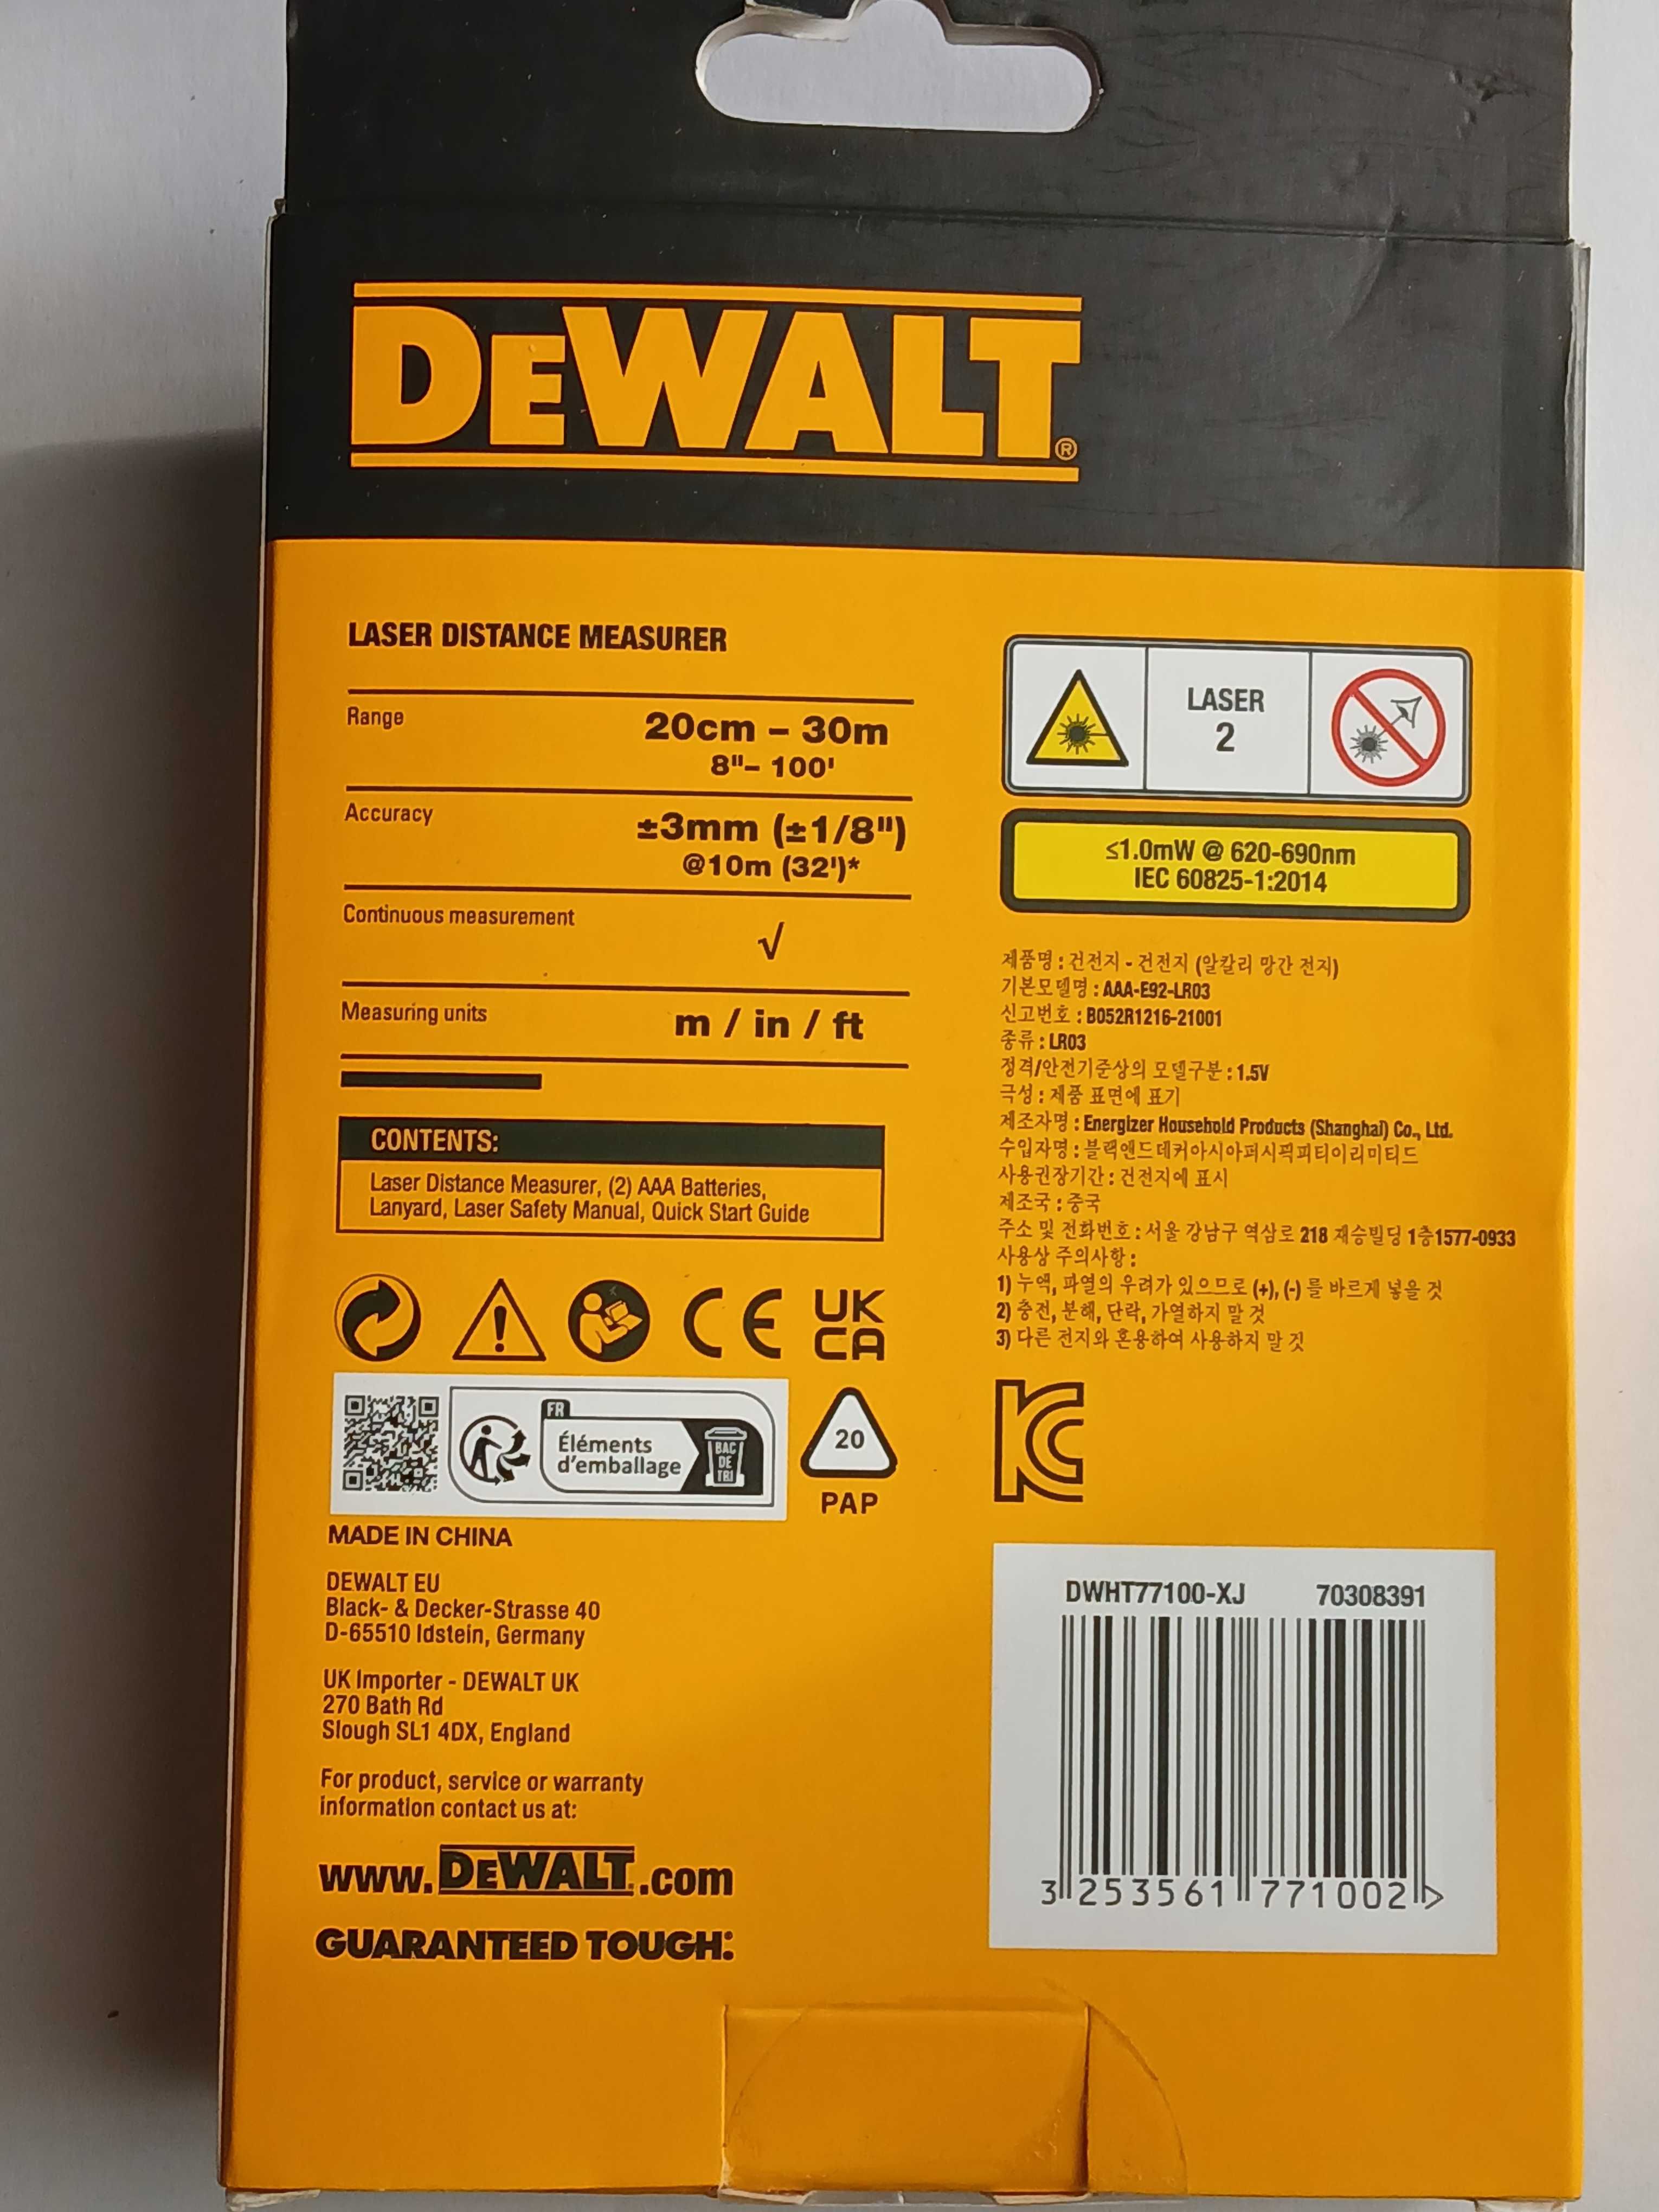 DEWALT®
LASER DISTANCE MEASURER
Range
20cm – 30m
8"– 100'
Accuracy
±3mm (±1/8")
@10m (32')*
Continuous measurement
√
Measuring units
m / in / ft
CONTENTS:
Laser Distance Measurer, (2) AAA Batteries,
Lanyard, Laser Safety Manual, Quick Start Guide
CE
UK
CA
FR
Éléments
d'emballage
BAC
DE
TRI
20
PAP
MADE IN CHINA
DEWALT EU
Black- & Decker-Strasse 40
D-65510 Idstein, Germany
UK Importer - DEWALT UK
270 Bath Rd
Slough SL1 4DX, England
For product, service or warranty
information contact us at:
www.DEWALT.com
GUARANTEED TOUGH.
LASER
2
≤1.0mW @ 620-690nm
IEC 60825-1:2014
제품명 : 건전지 - 건전지 (알칼리 망간 전지)
기본모델명 : AAA-E92-LR03
신고번호 : B052R1216-21001
종류 : LR03
정격/안전기준상의 모델구분 : 1.5V
극성 : 제품 표면에 표기
제조자명 : Energizer Household Products (Shanghai) Co., Ltd.
수입자명 : 블랙앤드데커아시아퍼시픽피티이리미티드
사용권장기간 : 건전지에 표시
제조국 : 중국
주소 및 전화번호 : 서울 강남구 역삼로 218 재승빌딩 1층1577-0933
사용상 주의사항 :
1) 누액, 파열의 우려가 있으므로 (+), (-) 를 바르게 넣을 것
2) 충전, 분해, 단락, 가열하지 말 것
3) 다른 전지와 혼용하여 사용하지 말 것
KC
DWHT77100-XJ 70308391
3 253561 771002 >